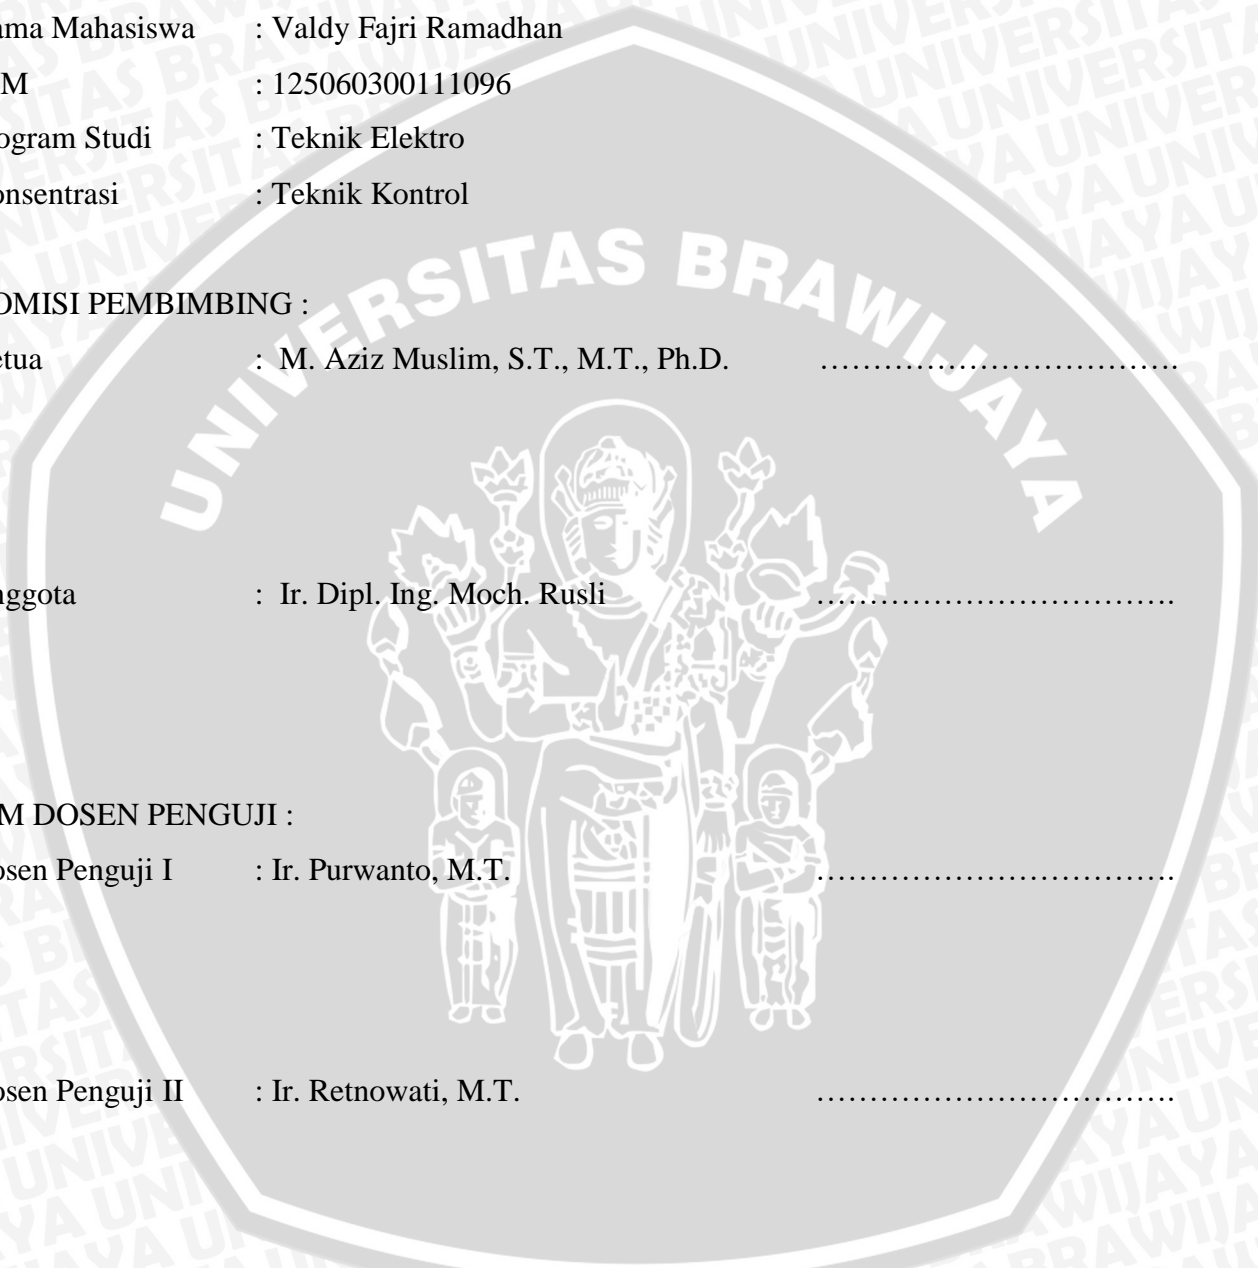 ama Mahasiswa : Valdy Fajri Ramadhan
M : 125060300111096
ogram Studi : Teknik Elektro
onsentrasi : Teknik Kontrol
UNIVERSITAS BRAWIJAYA
OMISI PEMBIMBING :
etua : M. Aziz Muslim, S.T., M.T., Ph.D. …………………………….
nggota : Ir. Dipl. Ing. Moch. Rusli …………………………….
M DOSEN PENGUJI :
osen Penguji I : Ir. Purwanto, M.T. …………………………….
osen Penguji II : Ir. Retnowati, M.T. …………………………….